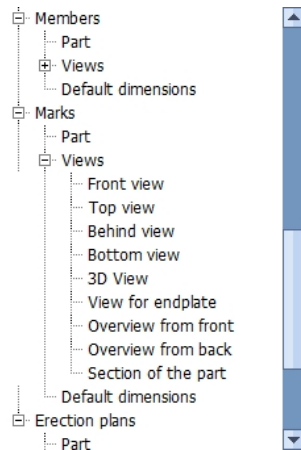 Members
Part
Views
Default dimensions
Marks
Part
Views
Front view
Top view
Behind view
Bottom view
3D View
View for endplate
Overview from front
Overview from back
Section of the part
Default dimensions
Erection plans
Part